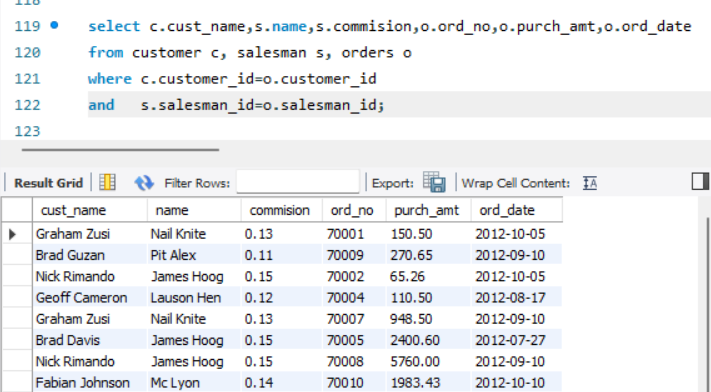 118
119 select c.cust_name,s.name,s.commision,o.ord_no,o.purch_amt,o.ord_date
120 from customer c, salesman s, orders o
121 where c.customer_id=o.customer_id
122 and s.salesman_id=o.salesman_id;
123
Result Grid Filter Rows: Export: Wrap Cell Content: IA
cust_name name commision ord_no purch_amt ord_date
Graham Zusi Nail Knite 0.13 70001 150.50 2012-10-05
Brad Guzan Pit Alex 0.11 70009 270.65 2012-09-10
Nick Rimando James Hoog 0.15 70002 65.26 2012-10-05
Geoff Cameron Lauson Hen 0.12 70004 110.50 2012-08-17
Graham Zusi Nail Knite 0.13 70007 948.50 2012-09-10
Brad Davis James Hoog 0.15 70005 2400.60 2012-07-27
Nick Rimando James Hoog 0.15 70008 5760.00 2012-09-10
Fabian Johnson Mc Lyon 0.14 70010 1983.43 2012-10-10